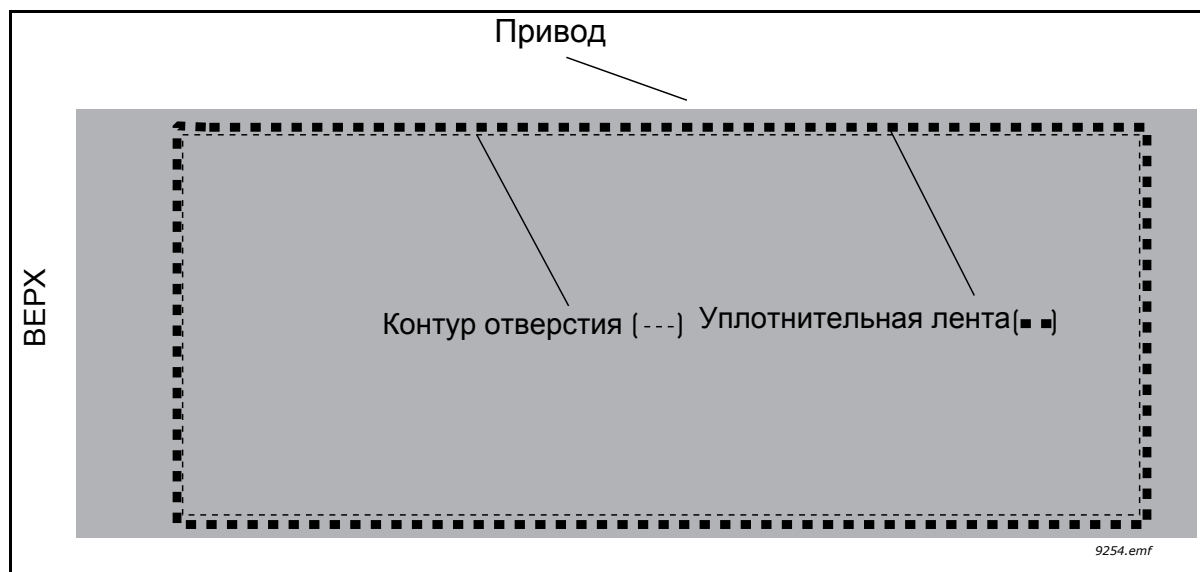 Привод
ВЕРХ
Контур отверстия (---) Уплотнительная лента(▪ ▪)
9254.emf